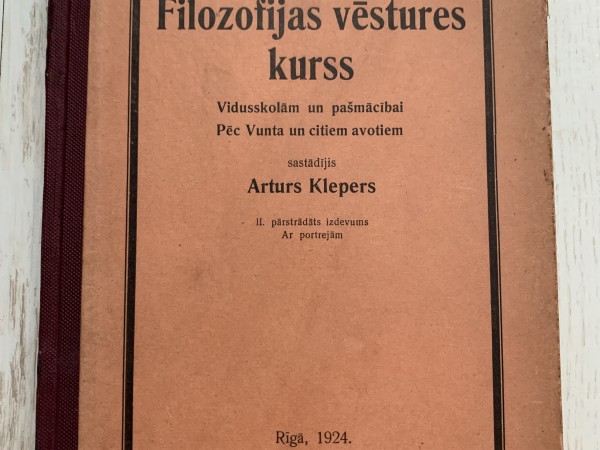 Filozofijas vēstures
kurss
Vidusskolām un pašmācībai
Pēc Vunta un citiem avotiem
sastādījis
Arturs Klepers
II. pārstrādāts izdevums
Ar portrejām
Rīgā, 1924.